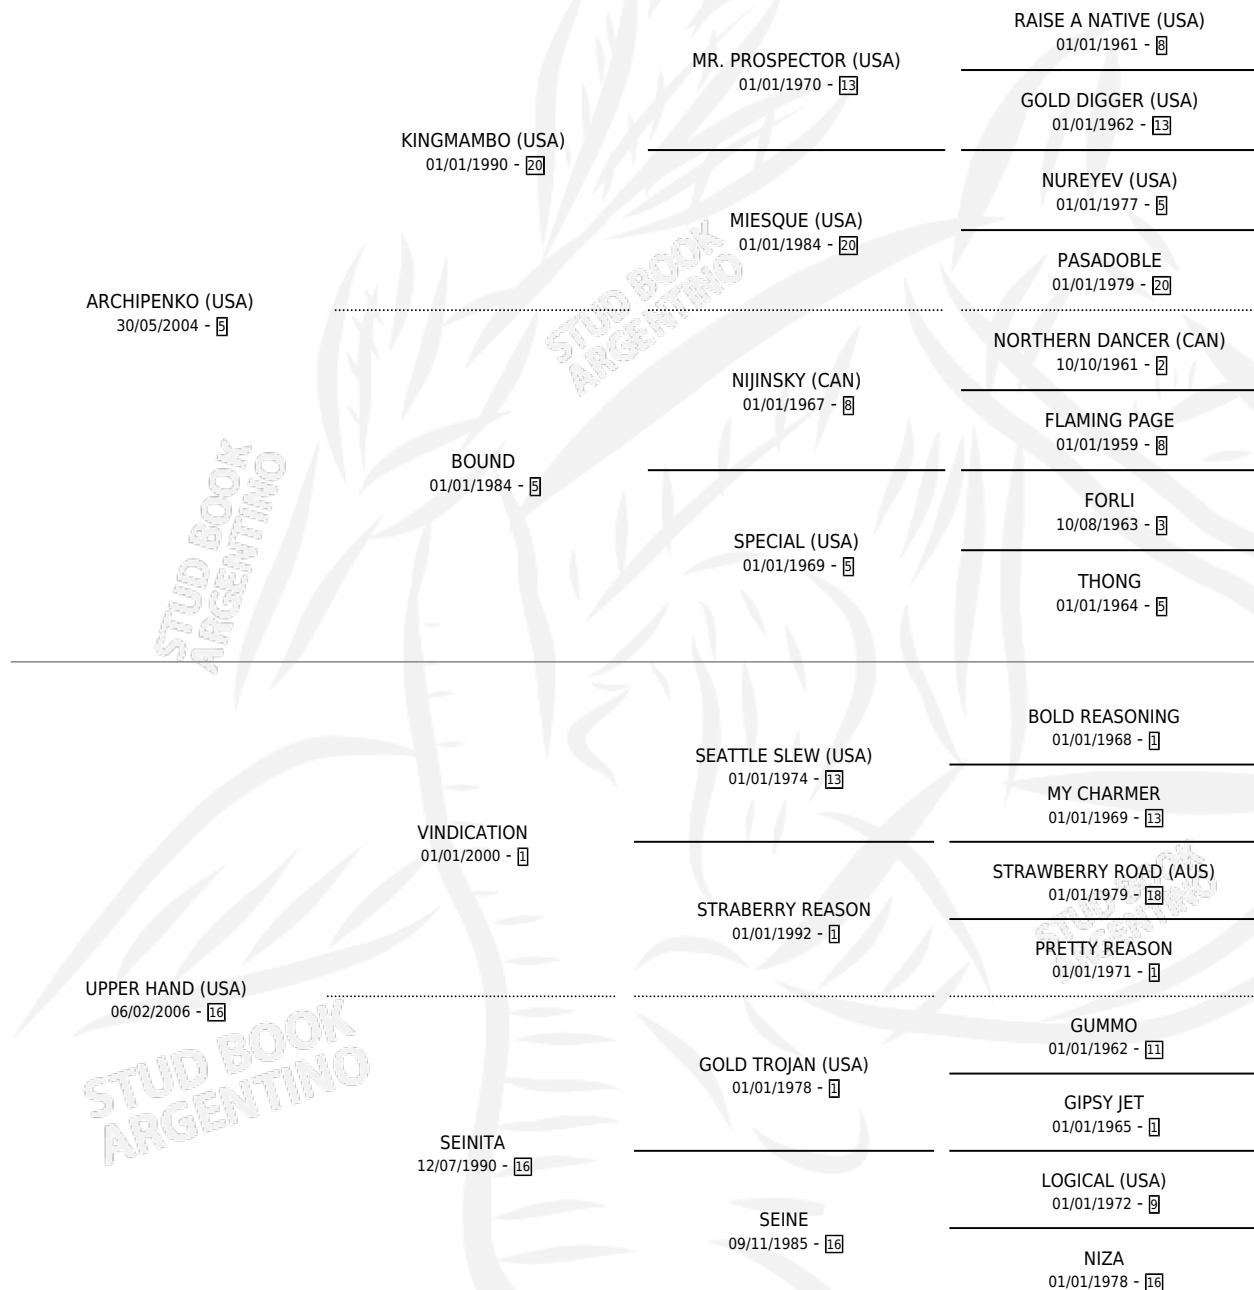 RAISE A NATIVE (USA)
01/01/1961 - 8
MR. PROSPECTOR (USA)
01/01/1970 - 13
GOLD DIGGER (USA)
01/01/1962 - 13
KINGMAMBO (USA)
01/01/1990 - 20
NUREYEV (USA)
01/01/1977 - 5
MIESQUE (USA)
01/01/1984 - 20
PASADOBLE
01/01/1979 - 20
ARCHIPENKO (USA)
30/05/2004 - 5
NORTHERN DANCER (CAN)
10/10/1961 - 2
NIJINSKY (CAN)
01/01/1967 - 8
FLAMING PAGE
01/01/1959 - 8
BOUND
01/01/1984 - 5
FORLI
10/08/1963 - 3
SPECIAL (USA)
01/01/1969 - 5
THONG
01/01/1964 - 5
BOLD REASONING
01/01/1968 - 1
SEATTLE SLEW (USA)
01/01/1974 - 13
MY CHARMER
01/01/1969 - 13
VINDICATION
01/01/2000 - 1
STRAWBERRY ROAD (AUS)
01/01/1979 - 18
STRABERRY REASON
01/01/1992 - 1
PRETTY REASON
01/01/1971 - 1
UPPER HAND (USA)
06/02/2006 - 16
GUMMO
01/01/1962 - 11
GOLD TROJAN (USA)
01/01/1978 - 1
GIPSY JET
01/01/1965 - 1
SEINITA
12/07/1990 - 16
LOGICAL (USA)
01/01/1972 - 9
SEINE
09/11/1985 - 16
NIZA
01/01/1978 - 16
STUD BOOK
ARGENTINO
STUD BOOK
ARGENTINO
STUD BOOK
ARGENTINO
STUD BOOK
ARGENTINO